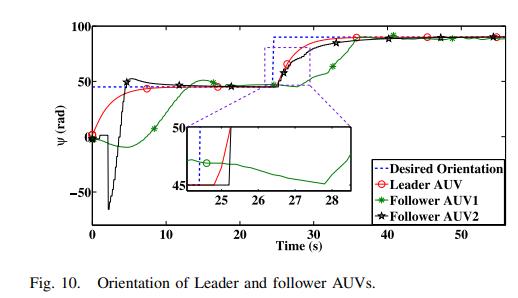 100
50
0
−50
ψ (rad)
50
45
25
26
27
28
Desired Orientation
Leader AUV
Follower AUV1
Follower AUV2
0
10
20
30
40
50
Time (s)
Fig. 10. Orientation of Leader and follower AUVs.